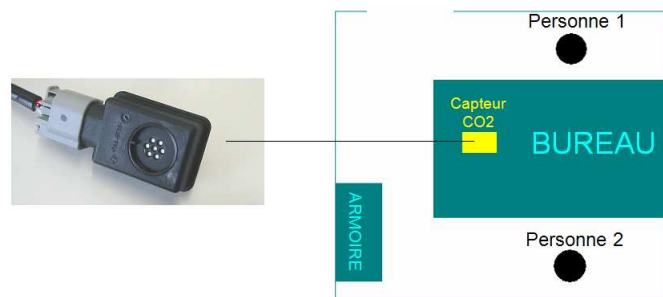 Personne 1
Capteur
CO2
BUREAU
ARMOIRE
Personne 2